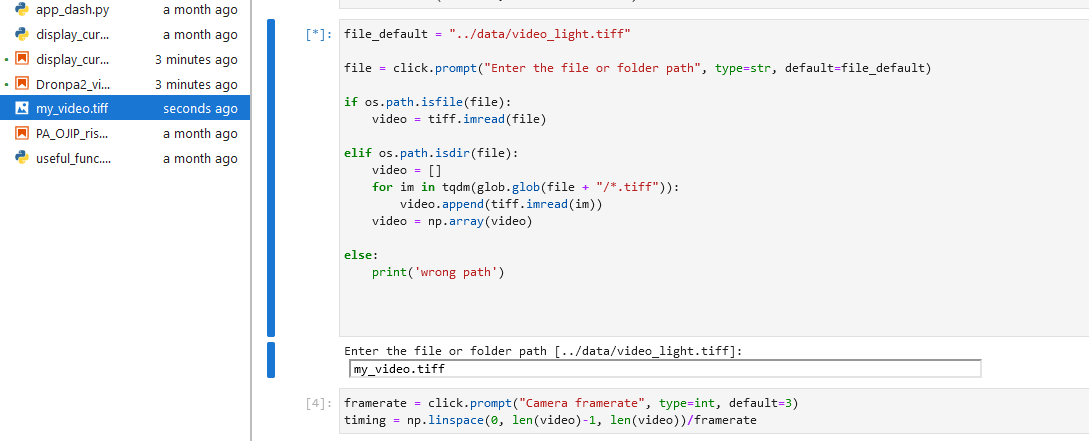 app_dash.py a month ago
display_cur... a month ago
display_cur... 3 minutes ago
Dronpa2_vi... 3 minutes ago
my_video.tiff seconds ago
PA_OJIP_ris... a month ago
useful_func.... a month ago
[*]: file_default = "../data/video_light.tiff"
file = click.prompt("Enter the file or folder path", type=str, default=file_default)
if os.path.isfile(file):
    video = tiff.imread(file)
elif os.path.isdir(file):
    video = []
    for im in tqdm(glob.glob(file + "/*.tiff")):
        video.append(tiff.imread(im))
    video = np.array(video)
else:
    print('wrong path')
Enter the file or folder path [../data/video_light.tiff]:
my_video.tiff
[4]: framerate = click.prompt("Camera framerate", type=int, default=3)
timing = np.linspace(0, len(video)-1, len(video))/framerate